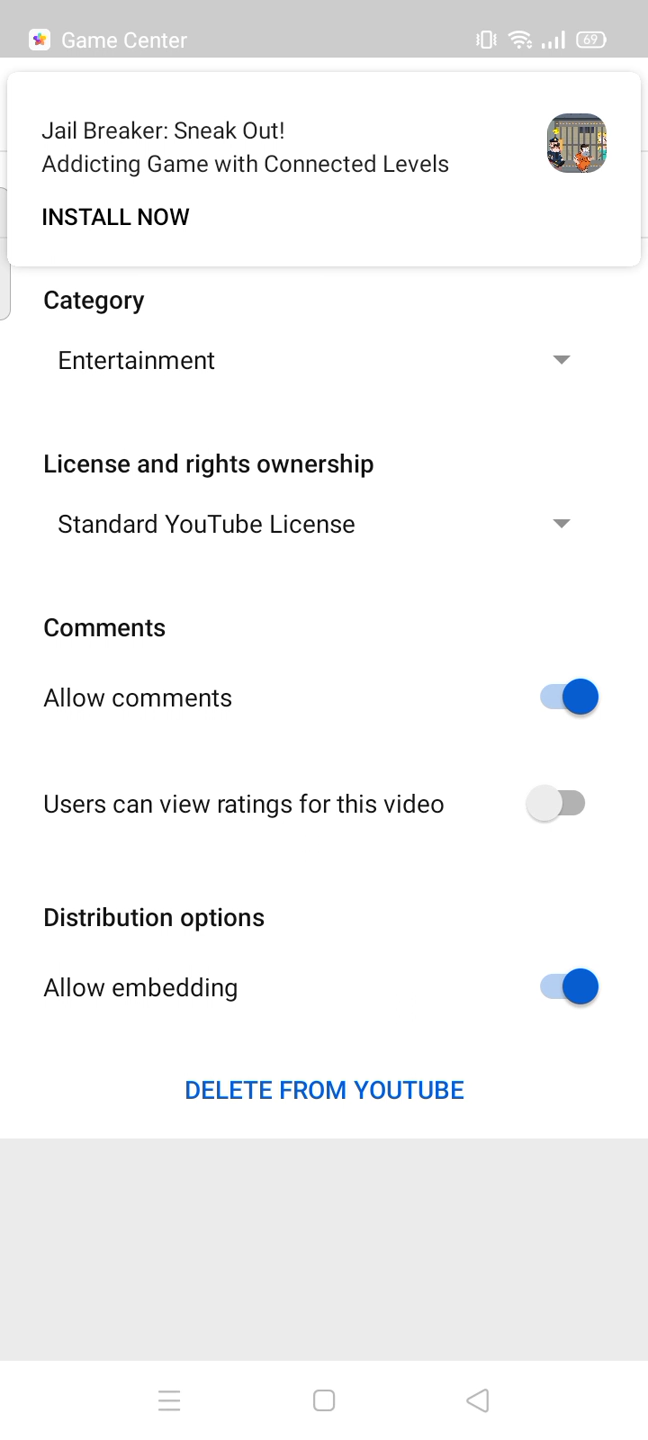 Game Center
69
Jail Breaker: Sneak Out!
Addicting Game with Connected Levels
INSTALL NOW
Category
Entertainment
License and rights ownership
Standard YouTube License
Comments
Allow comments
Users can view ratings for this video
Distribution options
Allow embedding
DELETE FROM YOUTUBE